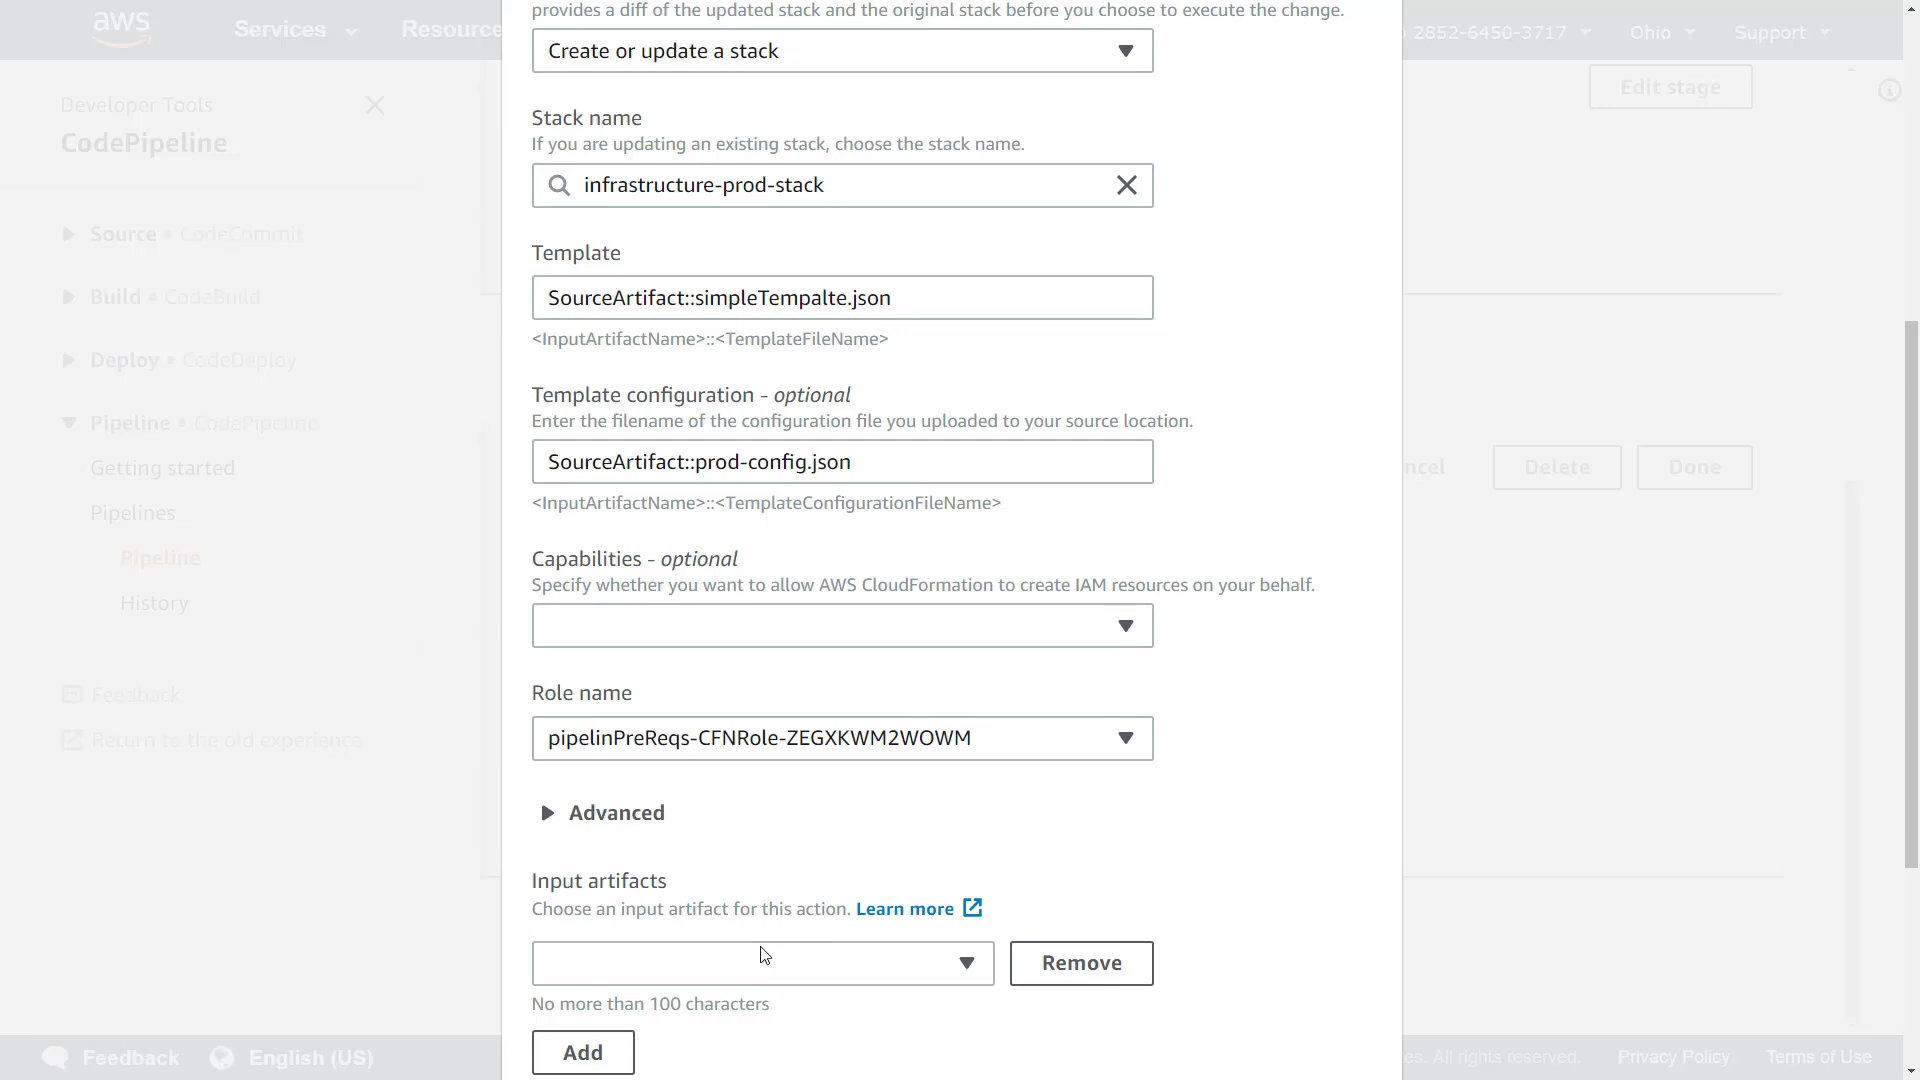 provides a diff of the updated stack and the original stack before you choose to execute the change.
aws
Services
Resource
2852-6450-3717
Ohio
Support
Create or update a stack
Edit stage
Developer Tools
CodePipeline
Stack name
If you are updating an existing stack, choose the stack name.
infrastructure-prod-stack
Source • CodeCommit
Template
Build • CodeBuild
SourceArtifact::simpleTempalte.json
<InputArtifactName>::<TemplateFileName>
Deploy • CodeDeploy
Template configuration - optional
Enter the filename of the configuration file you uploaded to your source location.
Pipeline • CodePipeline
SourceArtifact::prod-config.json
Getting started
ncel
Delete
Done
<InputArtifactName>::<TemplateConfigurationFileName>
Pipelines
Pipeline
Capabilities - optional
Specify whether you want to allow AWS CloudFormation to create IAM resources on your behalf.
History
Role name
Feedback
pipelinPreReqs-CFNRole-ZEGXKWM2WOWM
Return to the old experience
Advanced
Input artifacts
Choose an input artifact for this action. Learn more
Remove
No more than 100 characters
Add
Feedback
English (US)
es. All rights reserved.
Privacy Policy
Terms of Use